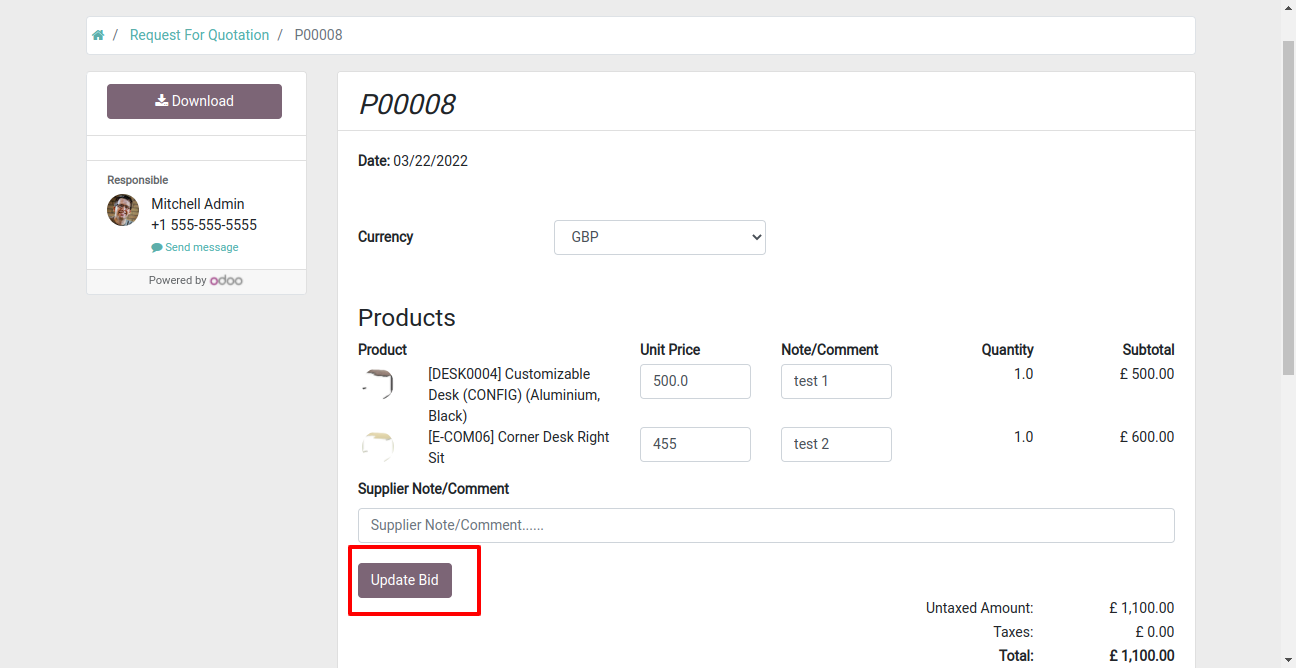 / Request For Quotation / P00008
Download
Responsible
Mitchell Admin
+1 555-555-5555
Send message
Powered by odoo
P00008
Date: 03/22/2022
Currency GBP
Products
Product Unit Price Note/Comment Quantity Subtotal
[DESK0004] Customizable 500.0 test 1 1.0 £ 500.00
Desk (CONFIG) (Aluminium,
Black)
[E-COM06] Corner Desk Right 455 test 2 1.0 £ 600.00
Sit
Supplier Note/Comment
Supplier Note/Comment......
Update Bid
Untaxed Amount: £ 1,100.00
Taxes: £ 0.00
Total: £ 1,100.00